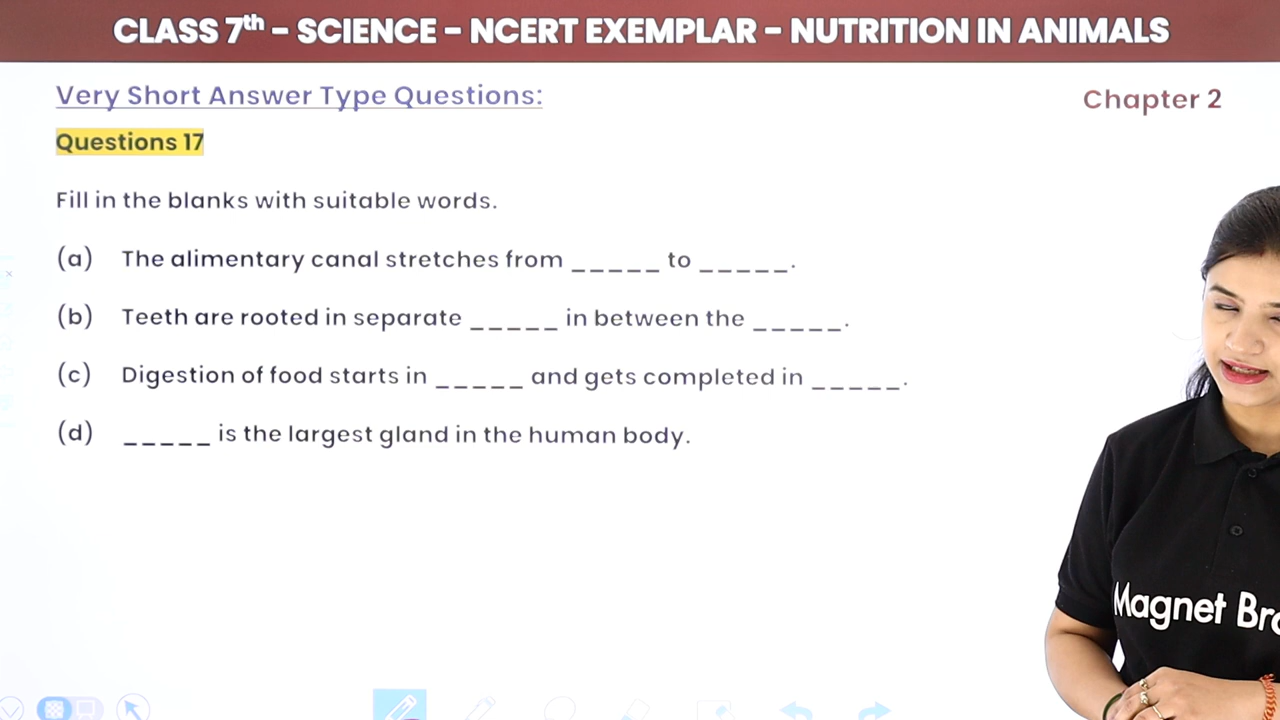 CLASS 7th – SCIENCE – NCERT EXEMPLAR – NUTRITION IN ANIMALS
Very Short Answer Type Questions:
Chapter 2
Questions 17
Fill in the blanks with suitable words.
(a) The alimentary canal stretches from _____ to _____.
(b) Teeth are rooted in separate _____ in between the _____.
(c) Digestion of food starts in _____ and gets completed in _____.
(d) _____ is the largest gland in the human body.
Magnet